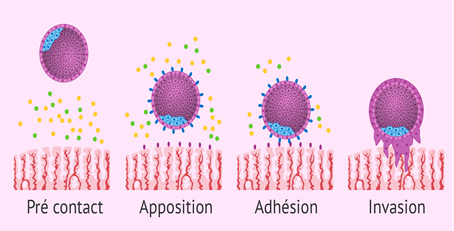 Pré contact
Apposition
Adhésion
Invasion